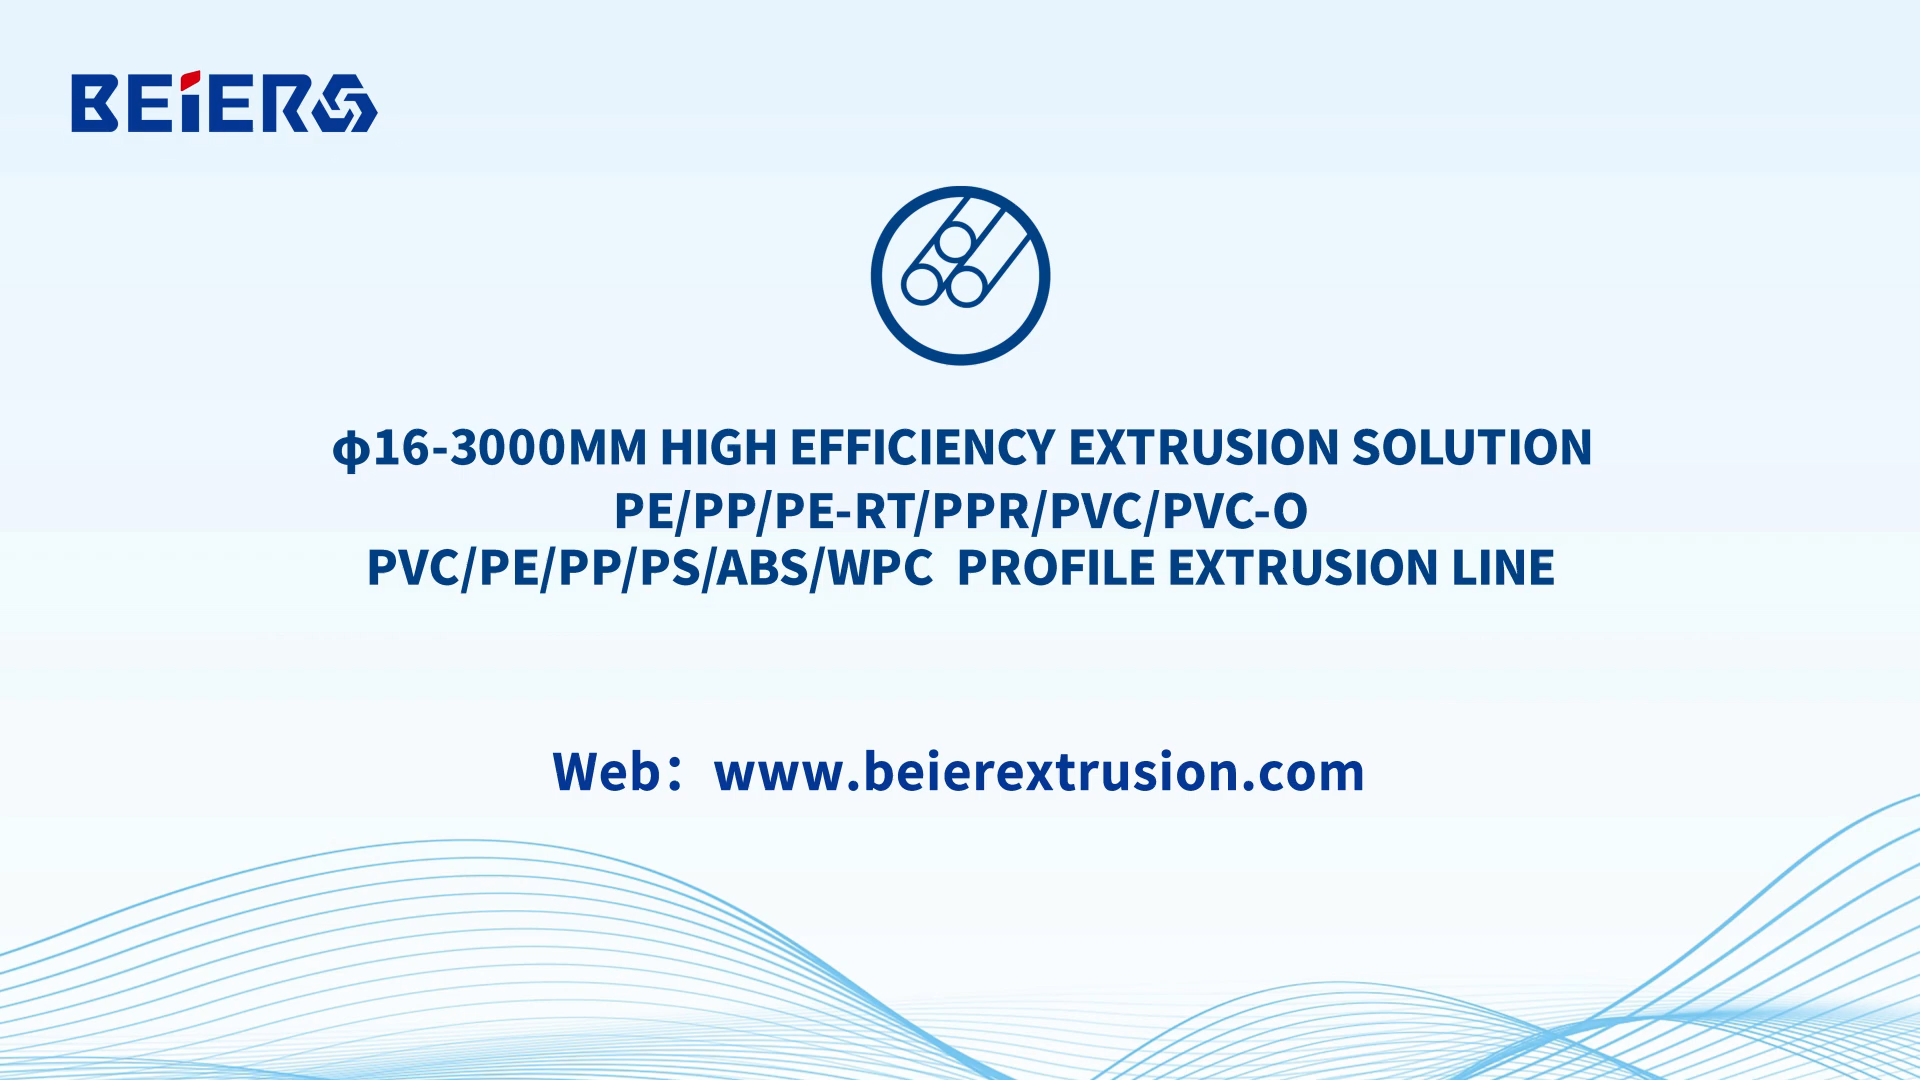 BEiER
φ16-3000MM HIGH EFFICIENCY EXTRUSION SOLUTION
PE/PP/PE-RT/PPR/PVC/PVC-O
PVC/PE/PP/PS/ABS/WPC PROFILE EXTRUSION LINE
Web：www.beierextrusion.com